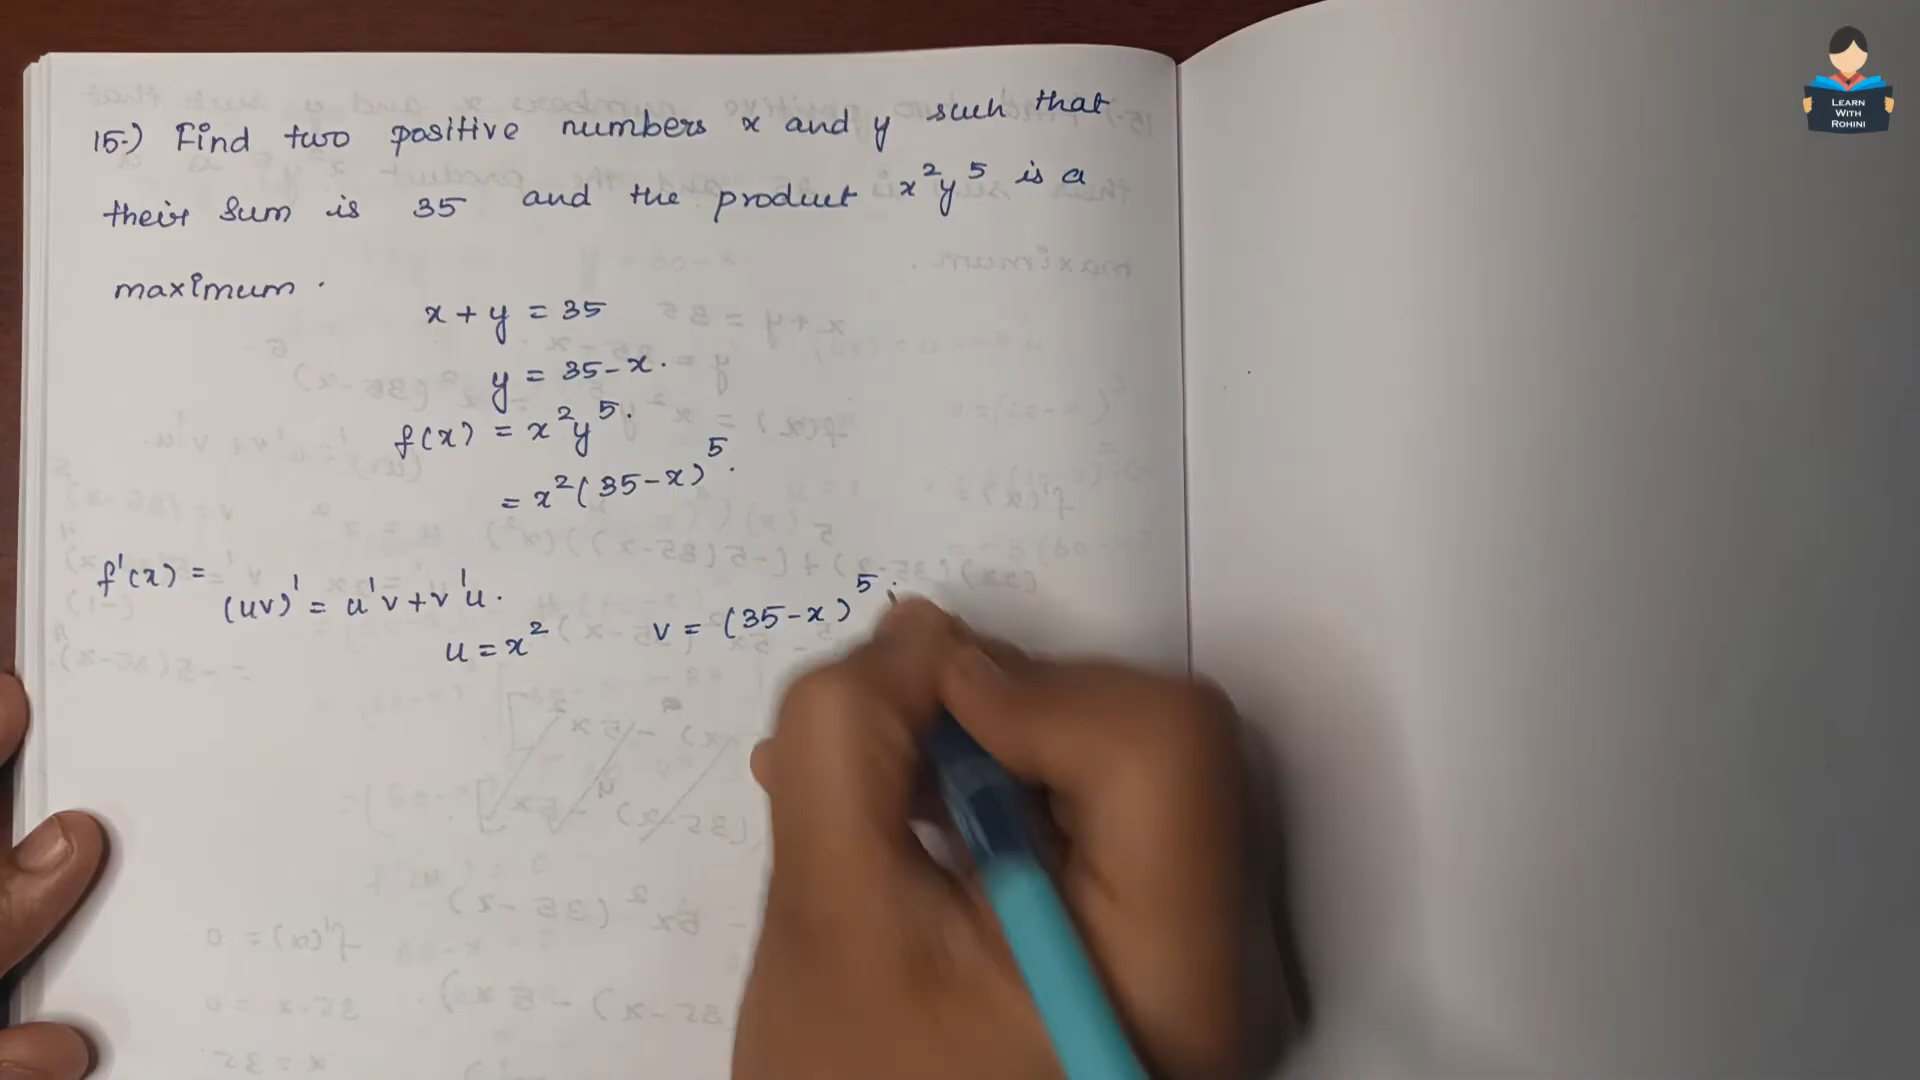 15.) Find two positive numbers x and y such that
their sum is 35 and the product x²y⁵ is a
maximum.
x + y = 35
y = 35 - x.
f(x) = x²y⁵.
= x²(35-x)⁵.
f'(x) =
(uv)' = u'v + v'u.
u = x² v = (35-x)⁵.
LEARN
WITH
ROHINI